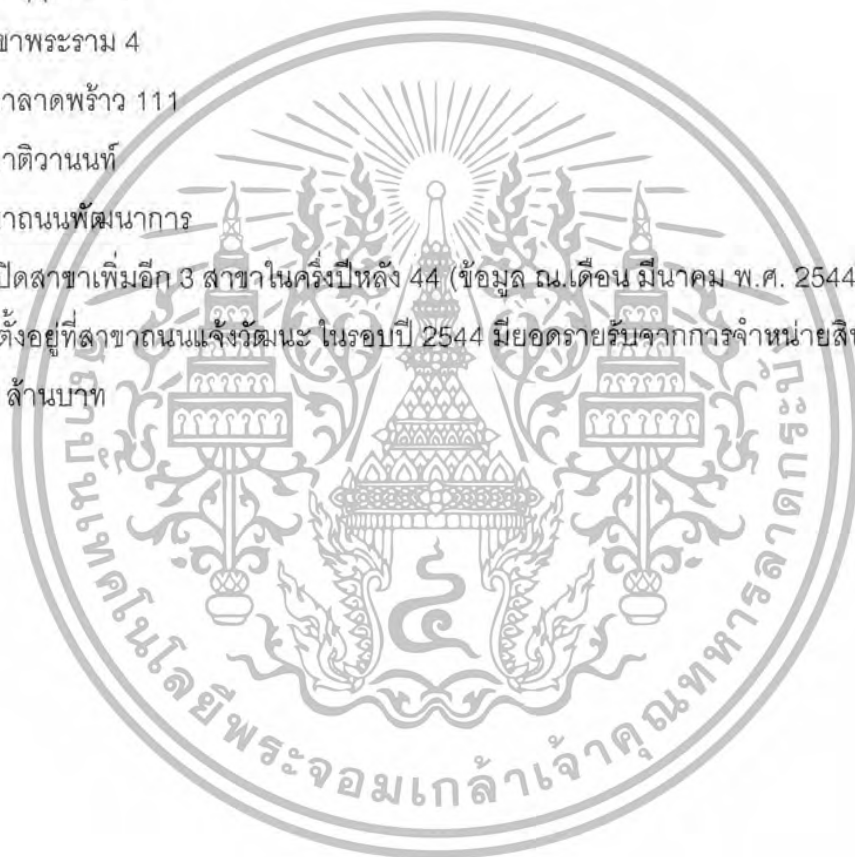 ขาพระราม 4
าลาดพร้าว 111
าติวานนท์
าถนนพัฒนาการ
ปิดสาขาเพิ่มอีก 3 สาขาในครึ่งปีหลัง 44 (ข้อมูล ณ.เดือน มีนาคม พ.ศ. 2544
ตั้งอยู่ที่สาขาถนนแจ้งวัฒนะ ในรอบปี 2544 มียอดรายรับจากการจำหน่ายสิน
ล้านบาท
สถาบันเทคโนโลยีพระจอมเกล้าเจ้าคุณทหารลาดกระบัง